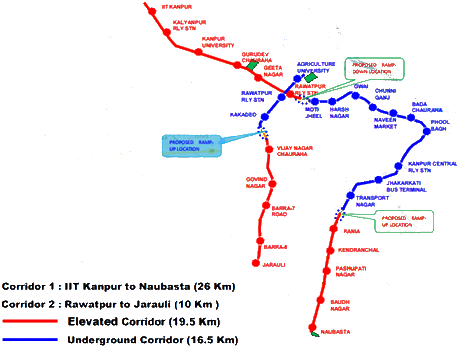 IIT KANPUR
KALYANPUR
RLY STN
KANPUR
UNIVERSITY
GURUDEV
CHAURAHA
GEETA
NAGAR
AGRICULTURE
UNIVERSITY
PROPOSED RAMP-
DOWN LOCATION
RAWATPUR
RLY STN
RAWATPUR
RLY STN
KAKADEO
MOTI
JHEEL
HARSH
NAGAR
CHUNNI
GANJ
NAVEEN
MARKET
BADA
CHAURAHA
PHOOL
BAGH
PROPOSED RAMP-
UP LOCATION
VIJAY NAGAR
CHAURAHA
KANPUR CENTRAL
RLY STN
JHAKARKATI
BUS TERMINAL
GOVIND
NAGAR
TRANSPORT
NAGAR
BARRA-7
ROAD
PROPOSED RAMP-
UP LOCATION
BARRA-8
KENDRANCHAL
JARAULI
PASHUPATI
NAGAR
BAUDH
NAGAR
NAUBASTA
Corridor 1 : IIT Kanpur to Naubasta (26 Km)
Corridor 2 : Rawatpur to Jarauli (10 Km )
Elevated Corridor (19.5 Km)
Underground Corridor (16.5 Km)